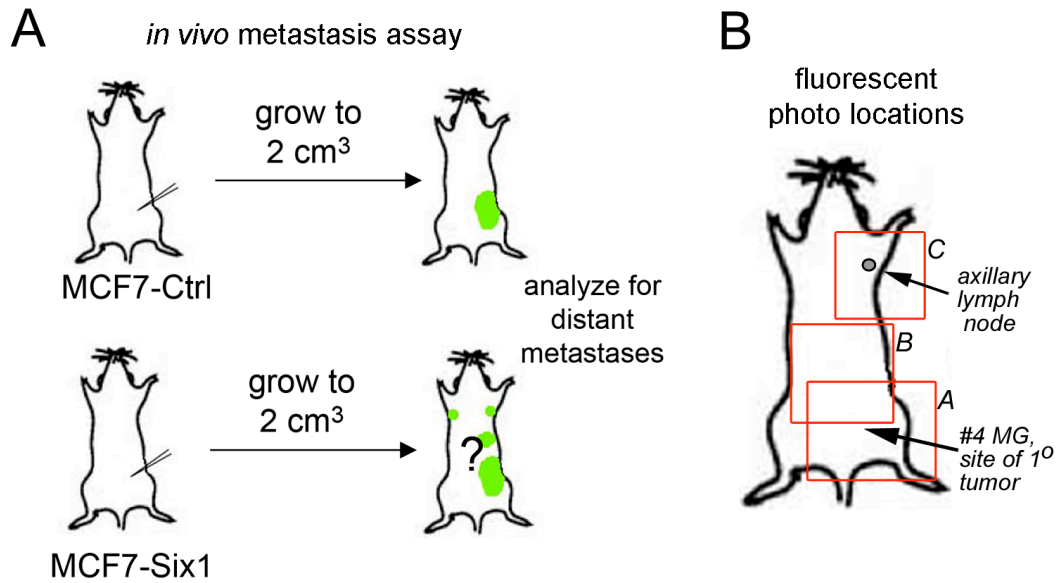 A
in vivo metastasis assay
grow to
2 cm³
MCF7-Ctrl
analyze for
distant
metastases
grow to
2 cm³
?
MCF7-Six1
B
fluorescent
photo locations
C
axillary
lymph
node
B
A
#4 MG,
site of 1º
tumor